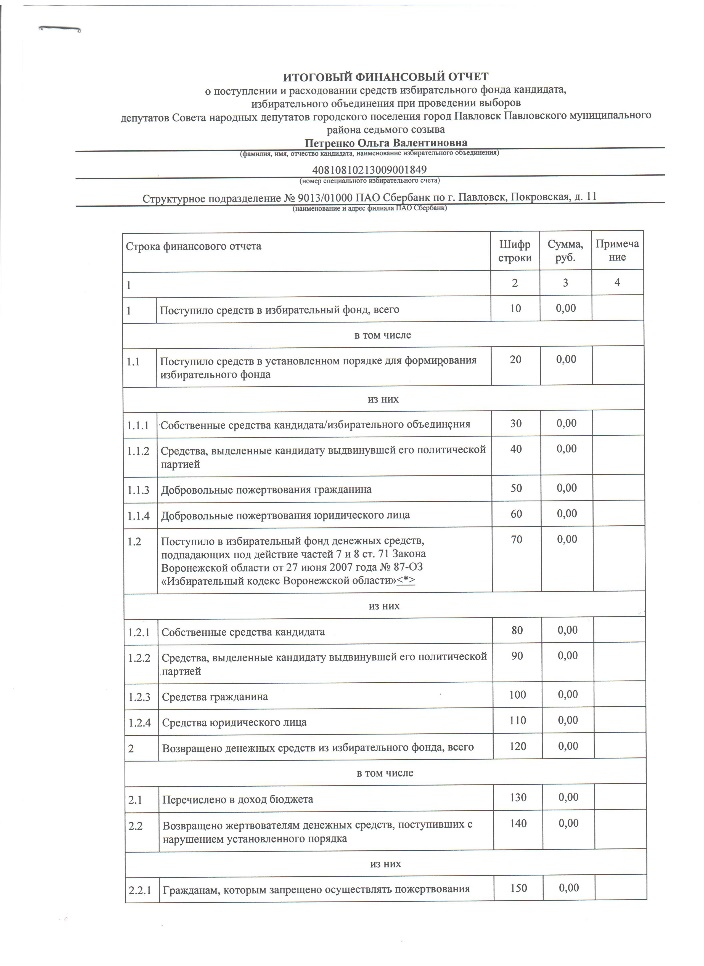 ИТОГОВЫЙ ФИНАНСОВЫЙ ОТЧЕТ
о поступлении и расходовании средств избирательного фонда кандидата,
избирательного объединения при проведении выборов
депутатов Совета народных депутатов городского поселения город Павловск Павловского муниципального
района седьмого созыва
Петренко Ольга Валентиновна
(фамилия, имя, отчество кандидата, наименование избирательного объединения)
40810810213009001849
(номер специального избирательного счета)
Структурное подразделение № 9013/01000 ПАО Сбербанк по г. Павловск, Покровская, д. 11
(наименование и адрес филиала ПАО Сбербанк)
Строка финансового отчета Шифр Сумма, Примеча
строки руб. ние
1 2 3 4
1 Поступило средств в избирательный фонд, всего 10 0,00
в том числе
1.1 Поступило средств в установленном порядке для формирования 20 0,00
избирательного фонда
из них
1.1.1 Собственные средства кандидата/избирательного объединения 30 0,00
1.1.2 Средства, выделенные кандидату выдвинувшей его политической 40 0,00
партией
1.1.3 Добровольные пожертвования гражданина 50 0,00
1.1.4 Добровольные пожертвования юридического лица 60 0,00
1.2 Поступило в избирательный фонд денежных средств, 70 0,00
подпадающих под действие частей 7 и 8 ст. 71 Закона
Воронежской области от 27 июня 2007 года № 87-ОЗ
«Избирательный кодекс Воронежской области»<*>
из них
1.2.1 Собственные средства кандидата 80 0,00
1.2.2 Средства, выделенные кандидату выдвинувшей его политической 90 0,00
партией
1.2.3 Средства гражданина 100 0,00
1.2.4 Средства юридического лица 110 0,00
2 Возвращено денежных средств из избирательного фонда, всего 120 0,00
в том числе
2.1 Перечислено в доход бюджета 130 0,00
2.2 Возвращено жертвователям денежных средств, поступивших с 140 0,00
нарушением установленного порядка
из них
2.2.1 Гражданам, которым запрещено осуществлять пожертвования 150 0,00